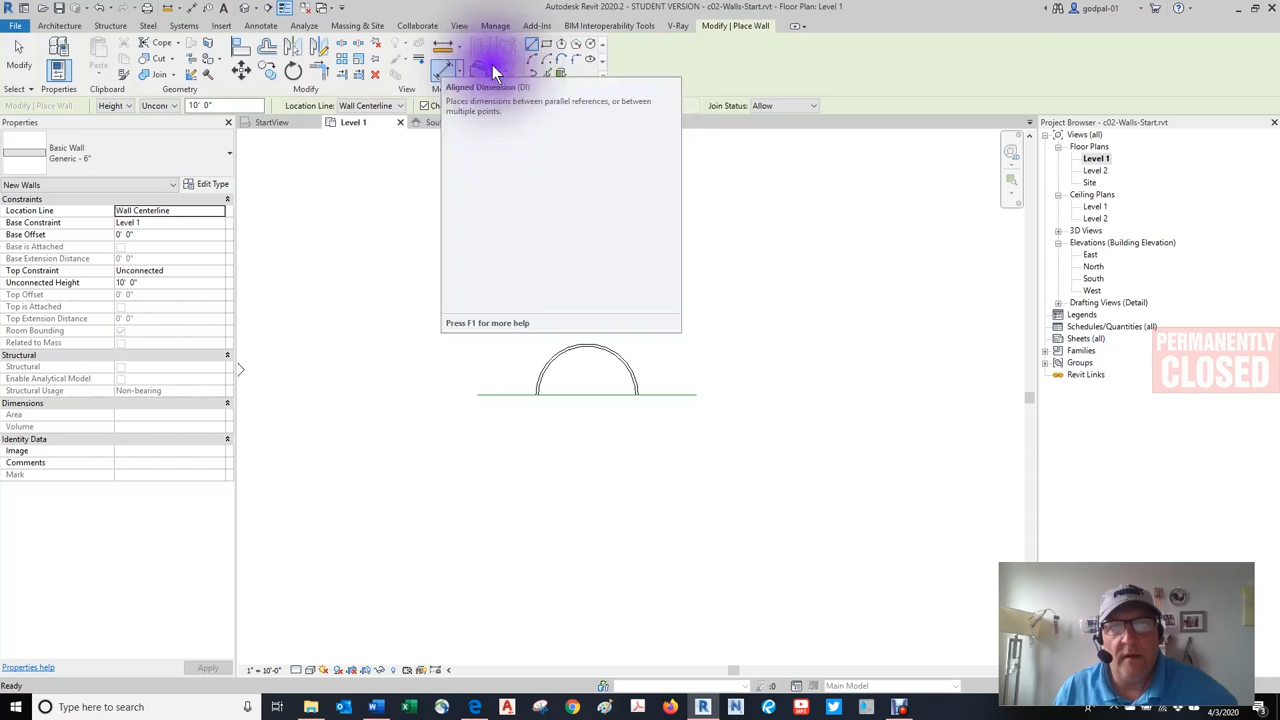 Autodesk Revit 2020.2 - STUDENT VERSION - c02-Walls-Start.rvt - Floor Plan: Level 1
godpal-01
File
Architecture
Structure
Steel
Systems
Insert
Annotate
Analyze
Massing & Site
Collaborate
View
Manage
Add-Ins
BIM Interoperability Tools
V-Ray
Modify | Place Wall
Modify
Paste
Cope
Cut
Join
Select
Properties
Modify
View
Modify | Place Wall
Height
Uncon
10' 0"
Location Line: Wall Centerline
Join Status: Allow
Aligned Dimension (DI)
Places dimensions between parallel references, or between
multiple points.
Press F1 for more help
Properties
StartView
Level 1
Sou
Basic Wall
Generic - 6"
New Walls
Edit Type
Constraints
Location Line
Wall Centerline
Base Constraint
Level 1
Base Offset
0' 0"
Base is Attached
Base Extension Distance
0' 0"
Top Constraint
Unconnected
Unconnected Height
10' 0"
Top Offset
0' 0"
Top is Attached
Top Extension Distance
0' 0"
Room Bounding
Related to Mass
Structural
Structural
Enable Analytical Model
Structural Usage
Non-bearing
Dimensions
Area
Volume
Identity Data
Image
Comments
Mark
Properties help
Apply
Project Browser - c02-Walls-Start.rvt
Views (all)
Floor Plans
Level 1
Level 2
Site
Ceiling Plans
Level 1
Level 2
3D Views
Elevations (Building Elevation)
East
North
South
West
Drafting Views (Detail)
Legends
Schedules/Quantities (all)
Sheets (all)
Families
Groups
Revit Links
PERMANENTLY
CLOSED
1" = 10'-0"
Ready
:0
Main Model
Type here to search
4/3/2020